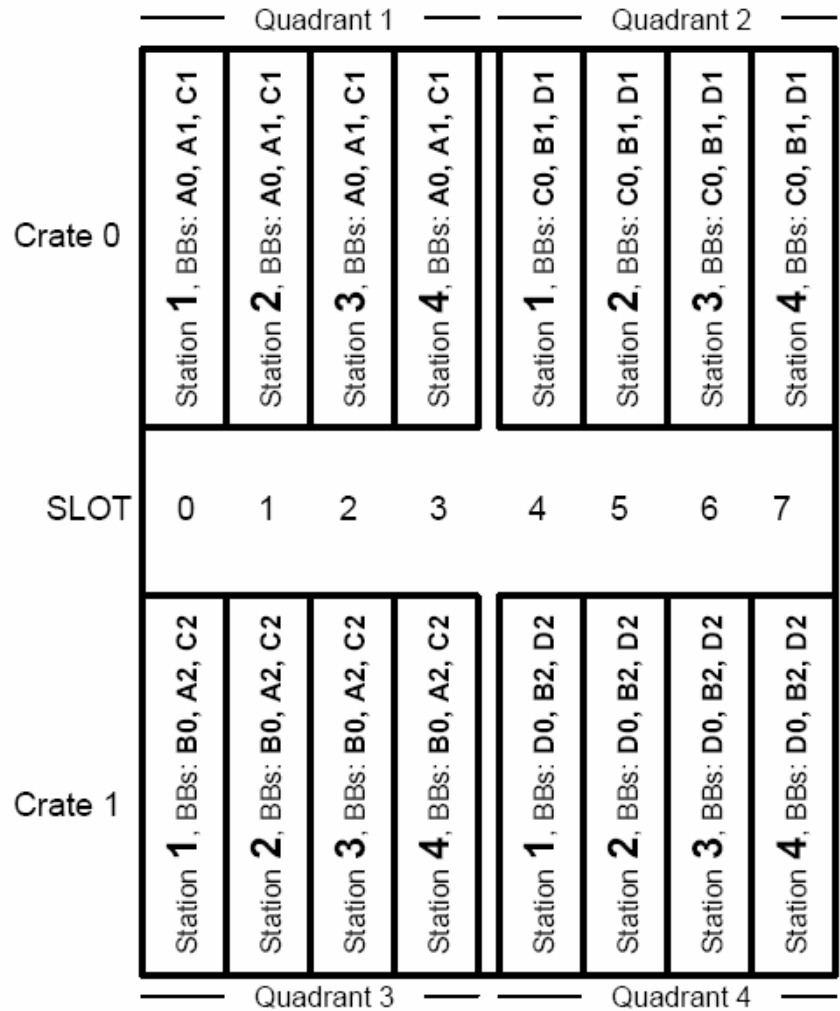 Quadrant 1
Quadrant 2
Crate 0
Station 1, BBs: A0, A1, C1
Station 2, BBs: A0, A1, C1
Station 3, BBs: A0, A1, C1
Station 4, BBs: A0, A1, C1
Station 1, BBs: C0, B1, D1
Station 2, BBs: C0, B1, D1
Station 3, BBs: C0, B1, D1
Station 4, BBs: C0, B1, D1
SLOT 0 1 2 3 4 5 6 7
Crate 1
Station 1, BBs: B0, A2, C2
Station 2, BBs: B0, A2, C2
Station 3, BBs: B0, A2, C2
Station 4, BBs: B0, A2, C2
Station 1, BBs: D0, B2, D2
Station 2, BBs: D0, B2, D2
Station 3, BBs: D0, B2, D2
Station 4, BBs: D0, B2, D2
Quadrant 3
Quadrant 4